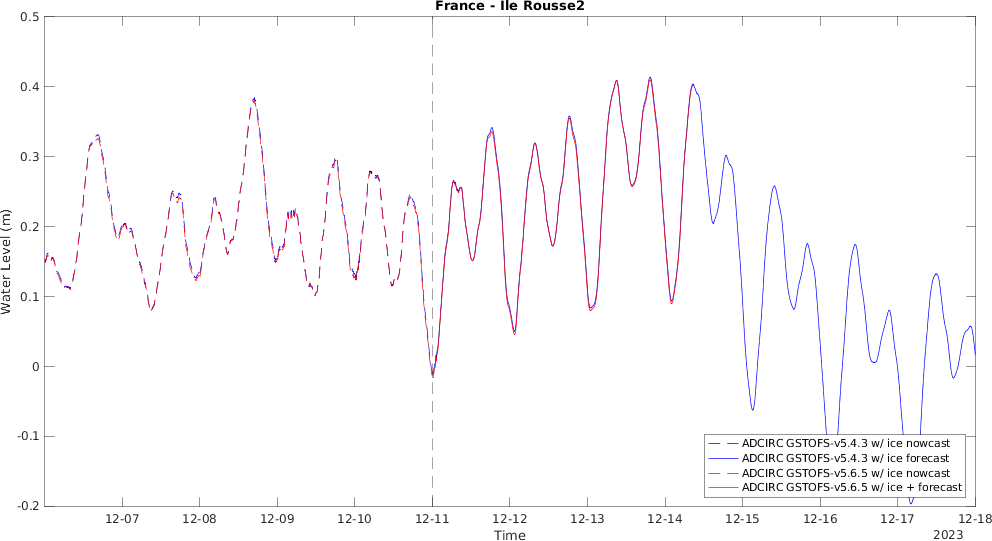 France - Ile Rousse2
0.5
0.4
0.3
0.2
0.1
0
-0.1
-0.2
Water Level (m)
ADCIRC GSTOFS-v5.4.3 w/ ice nowcast
ADCIRC GSTOFS-v5.4.3 w/ ice forecast
ADCIRC GSTOFS-v5.6.5 w/ ice nowcast
ADCIRC GSTOFS-v5.6.5 w/ ice + forecast
12-07 12-08 12-09 12-10 12-11 12-12 12-13 12-14 12-15 12-16 12-17 12-18
Time
2023